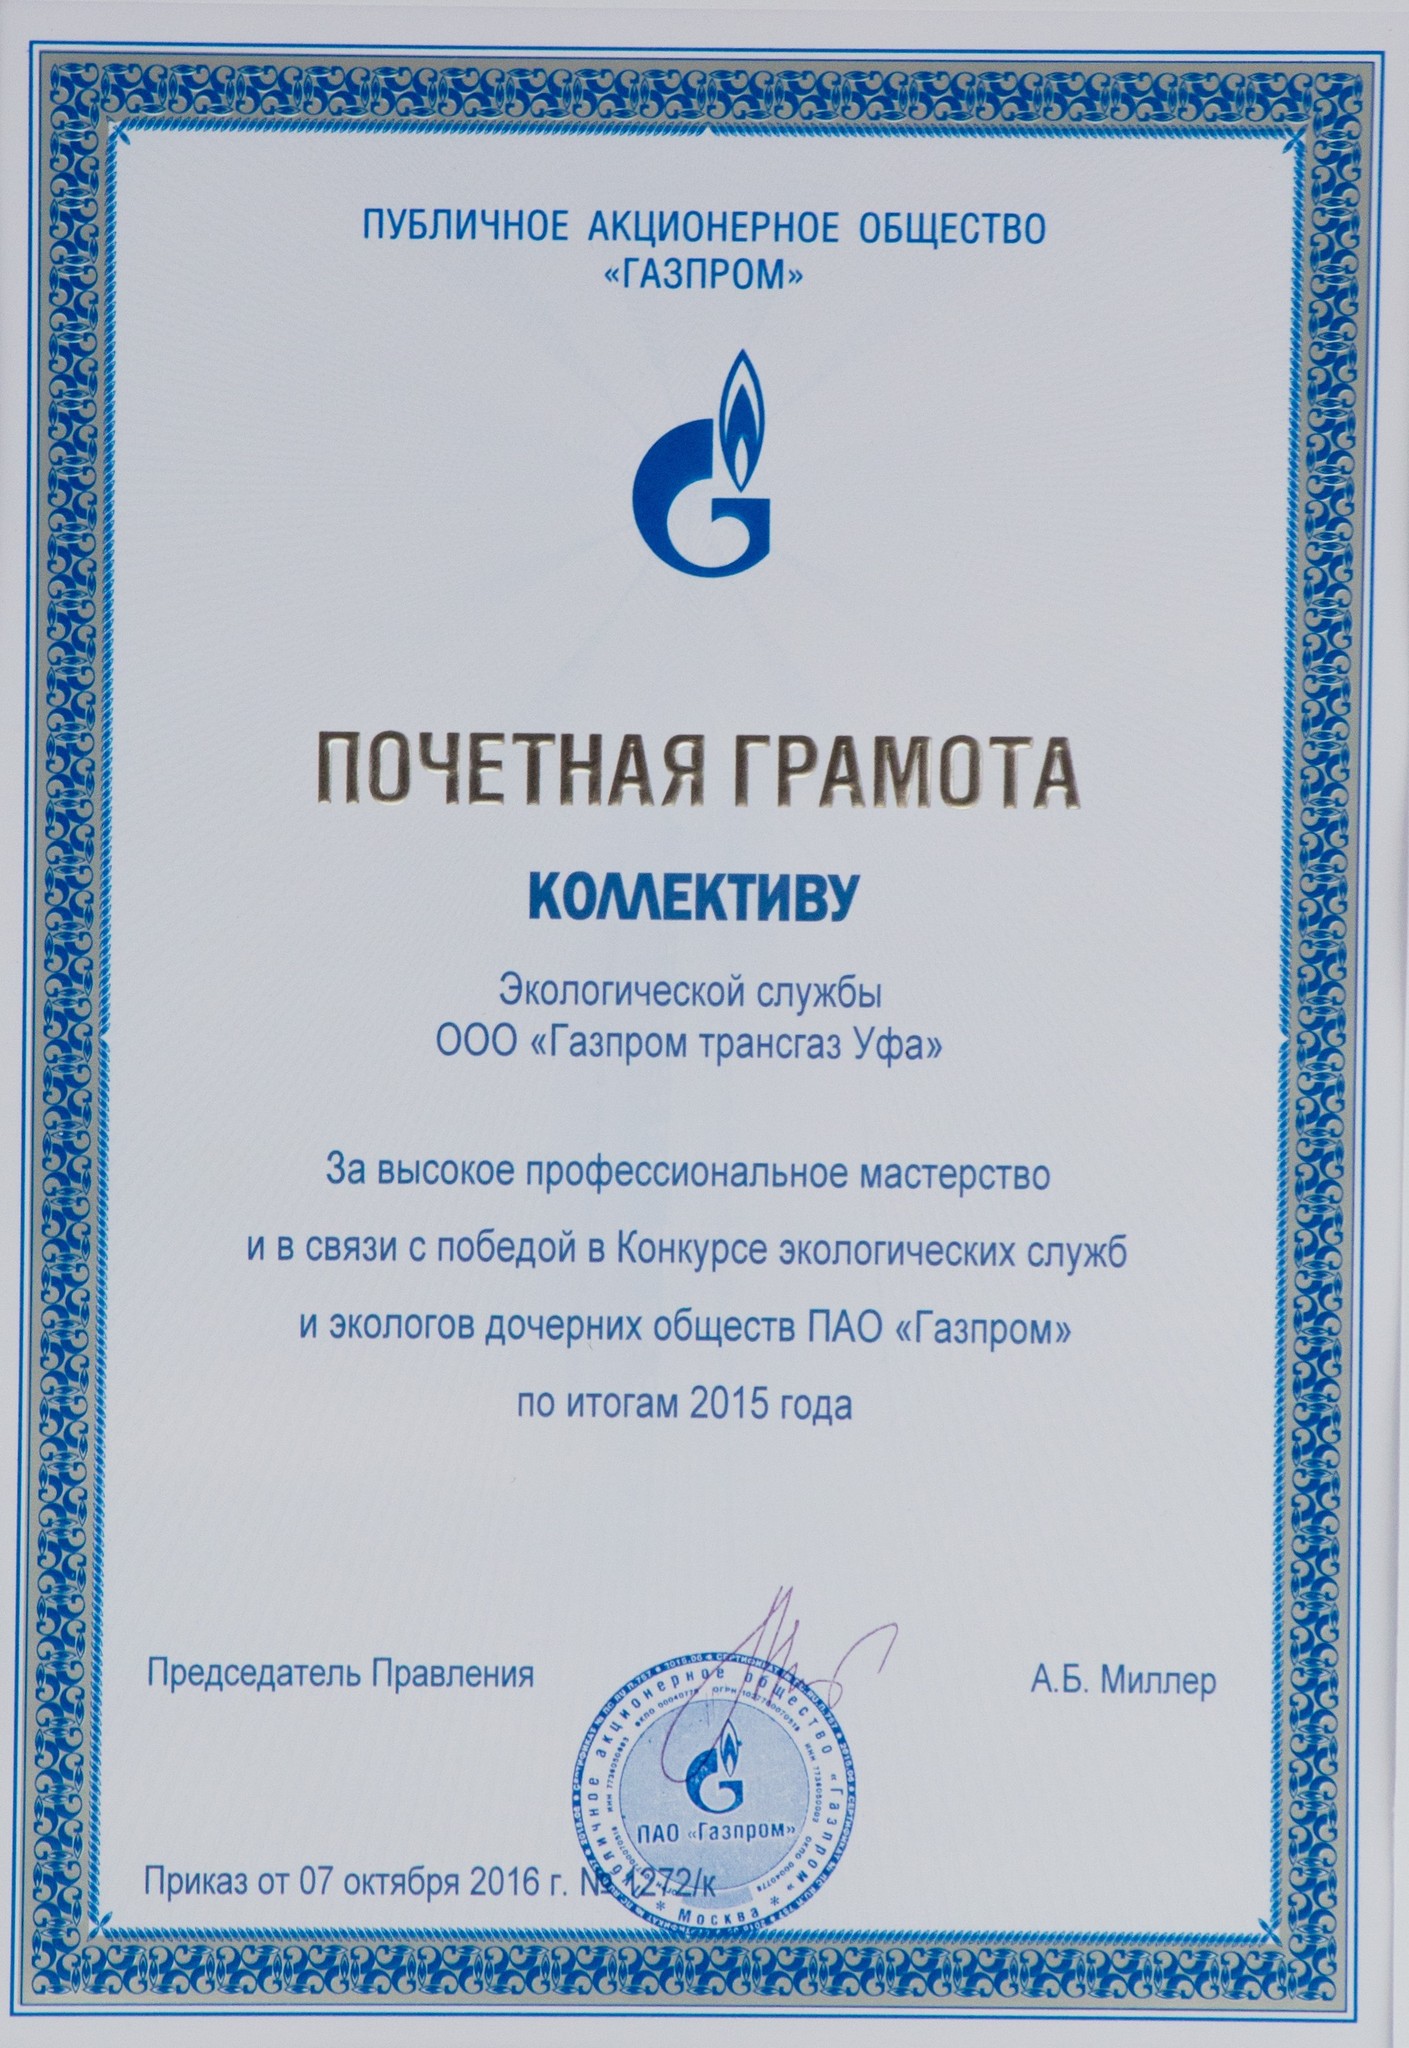 ПУБЛИЧНОЕ АКЦИОНЕРНОЕ ОБЩЕСТВО
«ГАЗПРОМ»
ПОЧЕТНАЯ ГРАМОТА
КОЛЛЕКТИВУ
Экологической службы
ООО «Газпром трансгаз Уфа»
За высокое профессиональное мастерство
и в связи с победой в Конкурсе экологических служб
и экологов дочерних обществ ПАО «Газпром»
по итогам 2015 года
Председатель Правления
А.Б. Миллер
Публичное акционерное общество «Газпром»
* Москва *
ПАО «Газпром»
Приказ от 07 октября 2016 г. № 1272/к